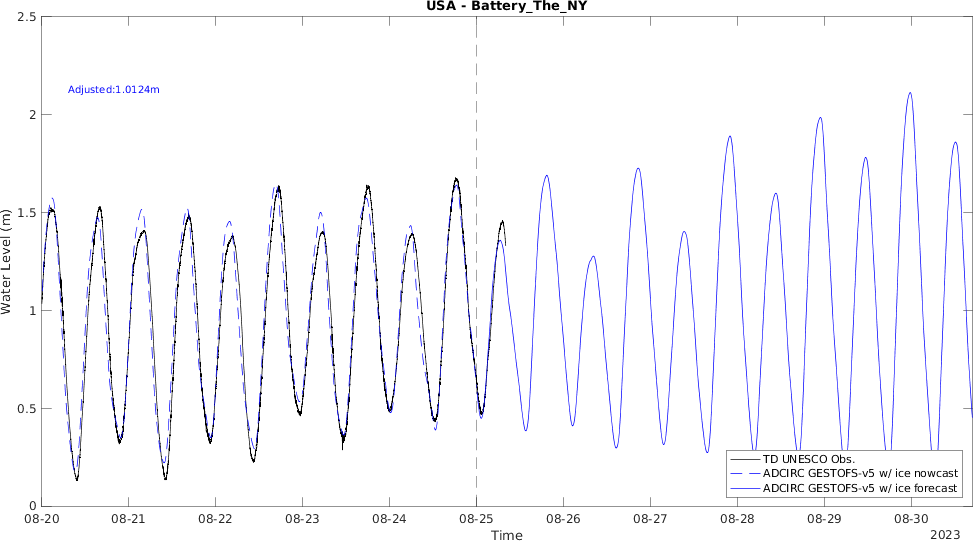 USA - Battery_The_NY
2.5
2
1.5
1
0.5
0
Water Level (m)
Adjusted:1.0124m
TD UNESCO Obs.
ADCIRC GESTOFS-v5 w/ ice nowcast
ADCIRC GESTOFS-v5 w/ ice forecast
08-20 08-21 08-22 08-23 08-24 08-25 08-26 08-27 08-28 08-29 08-30
Time
2023